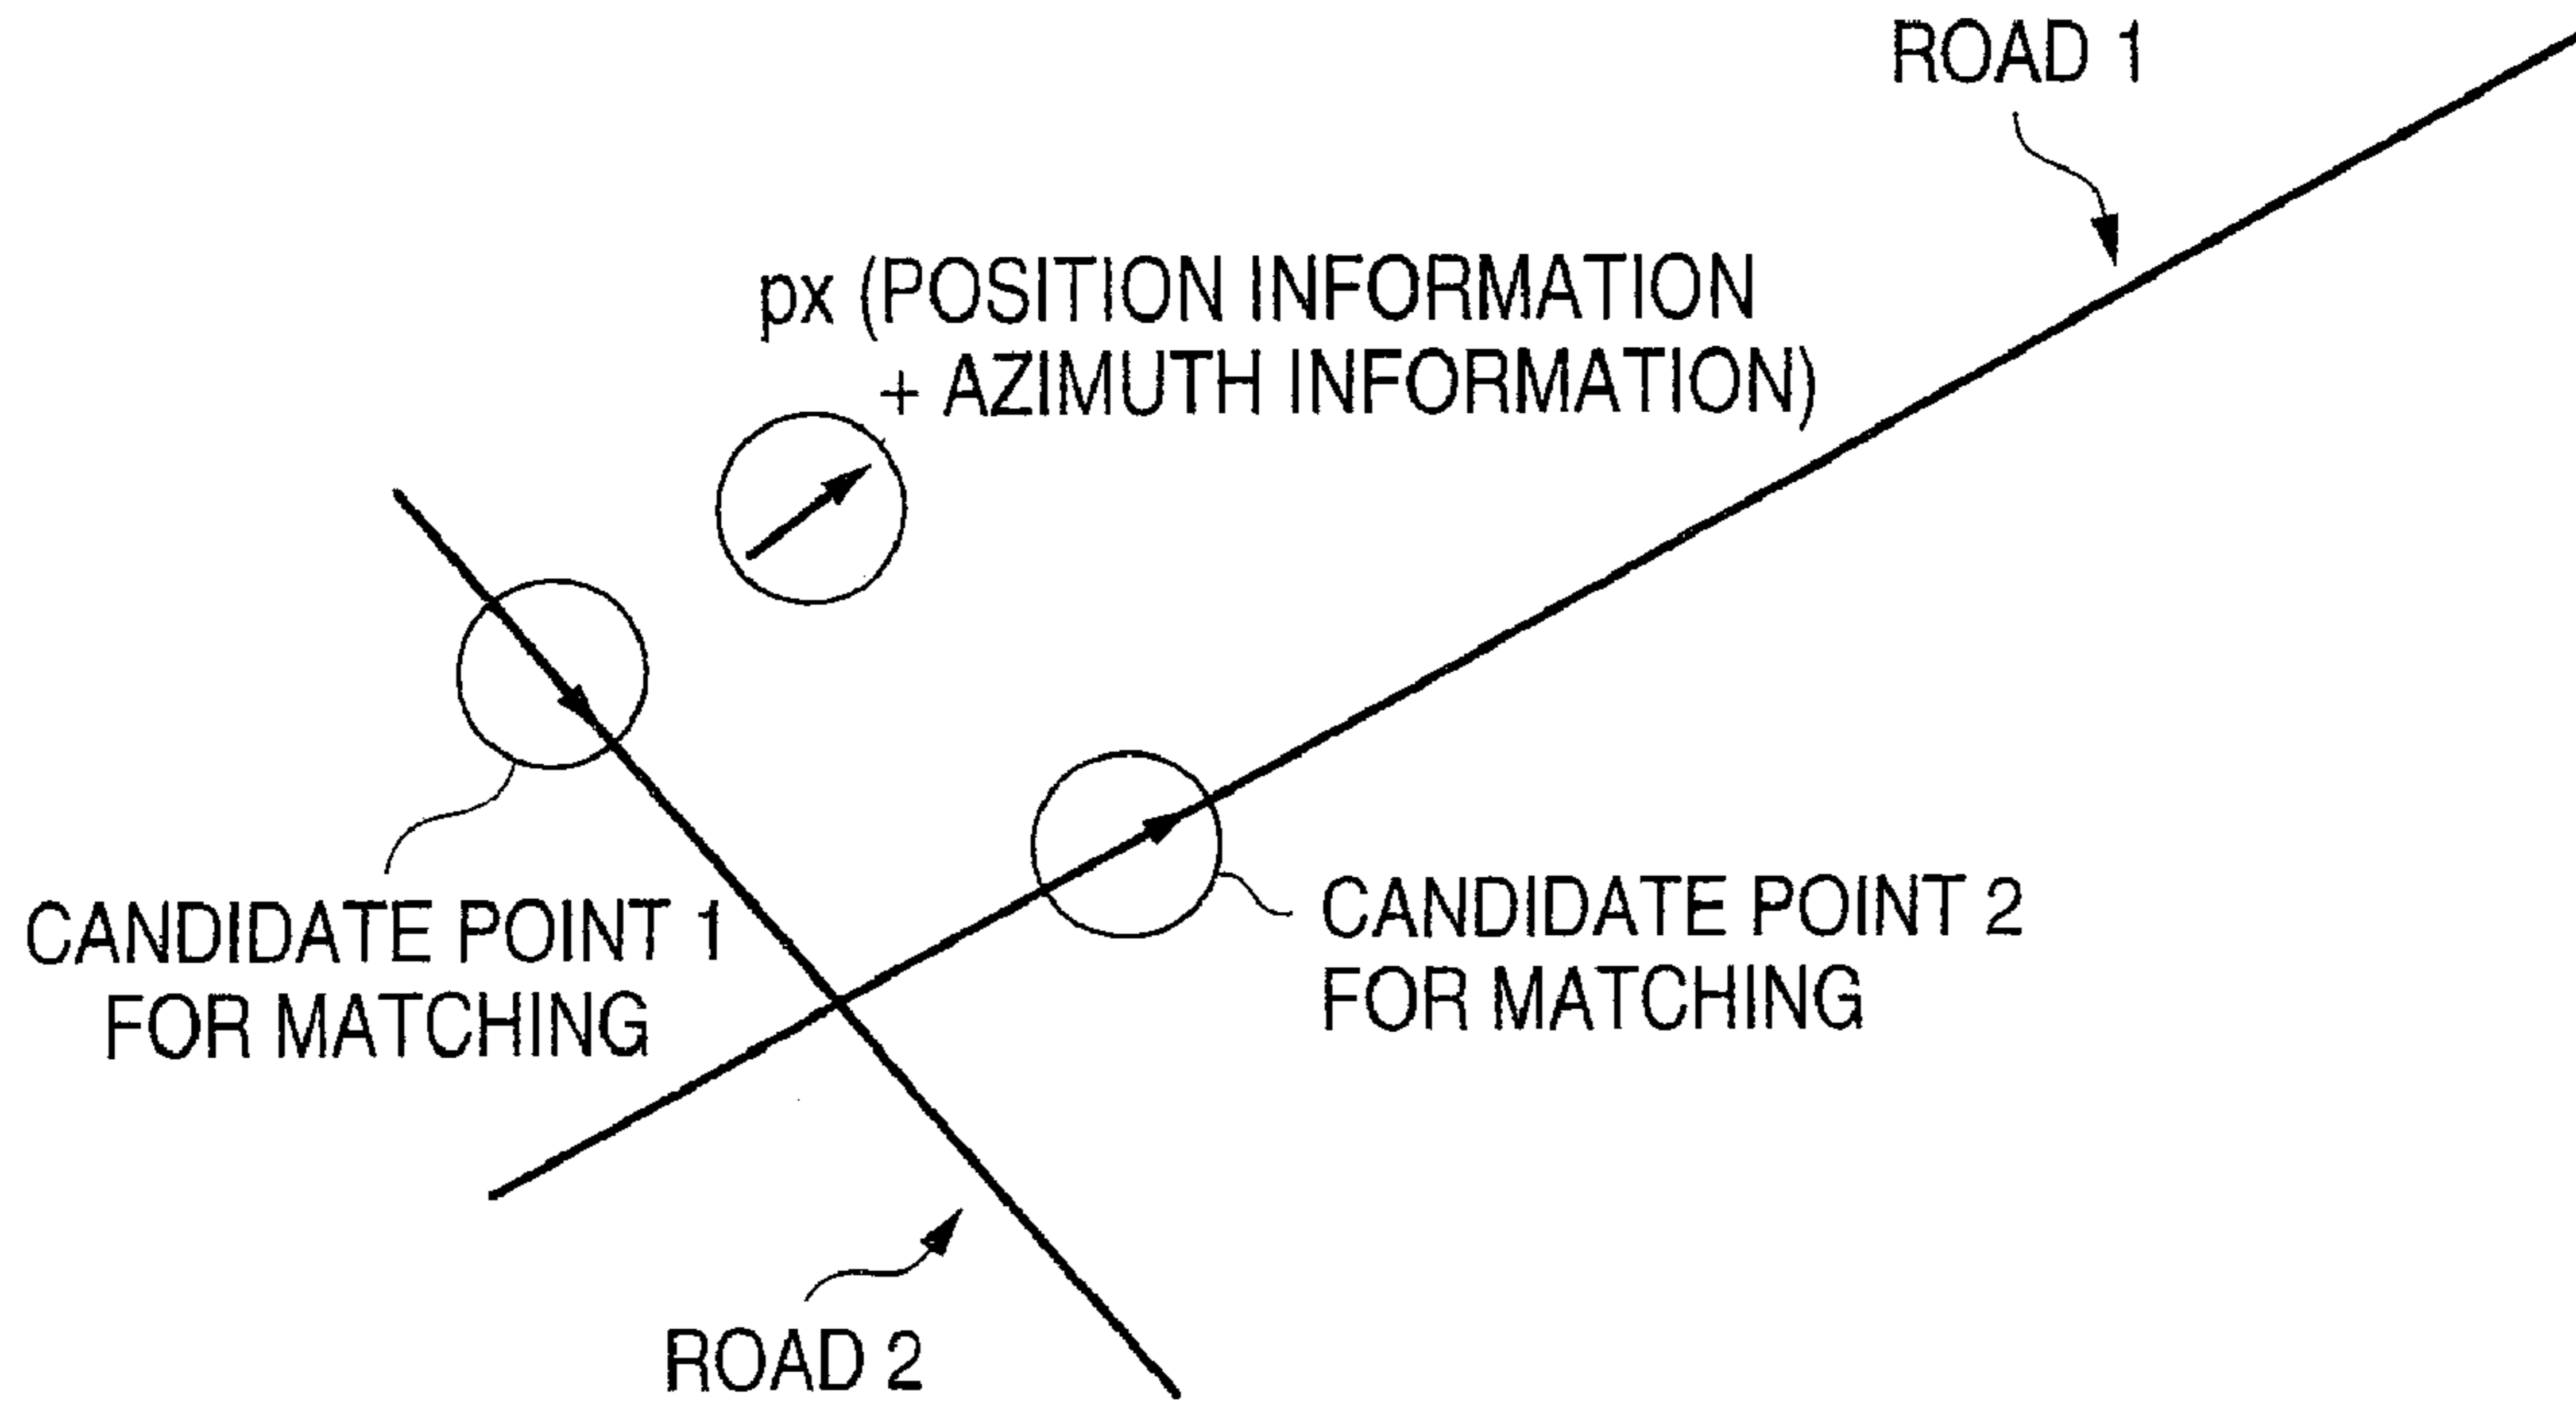 ROAD 1
px (POSITION INFORMATION
+ AZIMUTH INFORMATION)
CANDIDATE POINT 1
FOR MATCHING
CANDIDATE POINT 2
FOR MATCHING
ROAD 2